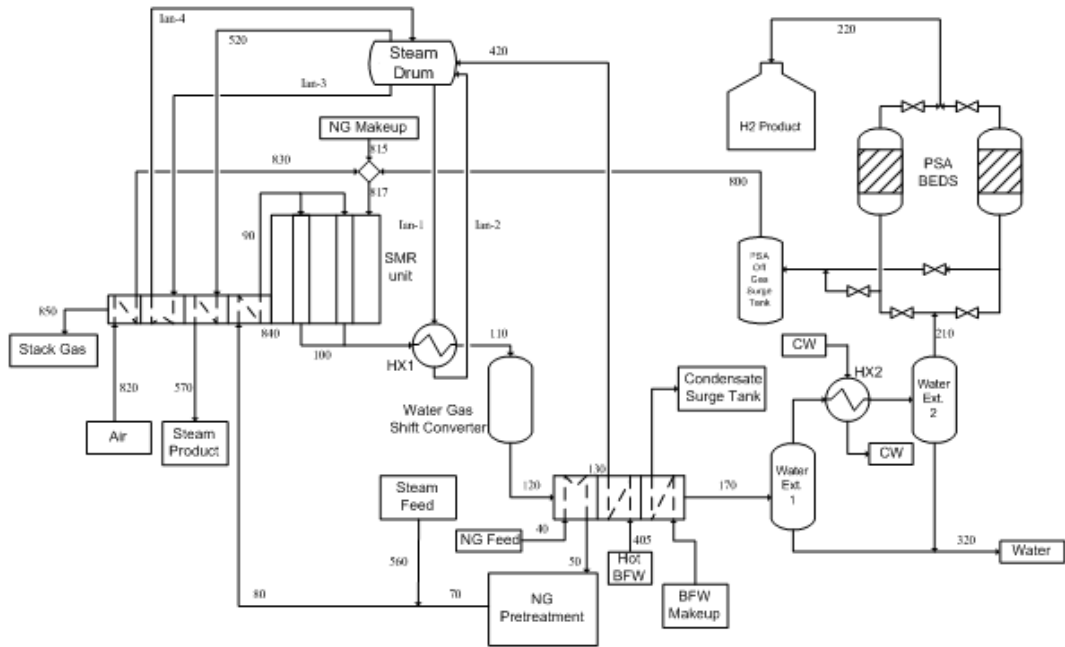 Ian-4
520
Steam
Drum
420
220
Ian-3
NG Makeup
H2 Product
815
830
PSA
BEDS
800
817
90
Ian-1
Ian-2
SMR
unit
PSA
Off
Gas
Surge
Tank
850
840
110
210
Stack Gas
100
HX1
CW
HX2
820
570
Condensate
Surge Tank
Water
Ext.
2
Water Gas
Shift Converter
Air
Steam
Product
CW
130
Steam
Feed
120
170
Water
Ext.
1
40
NG Feed
405
320
Water
560
50
Hot
BFW
80
70
NG
Pretreatment
BFW
Makeup